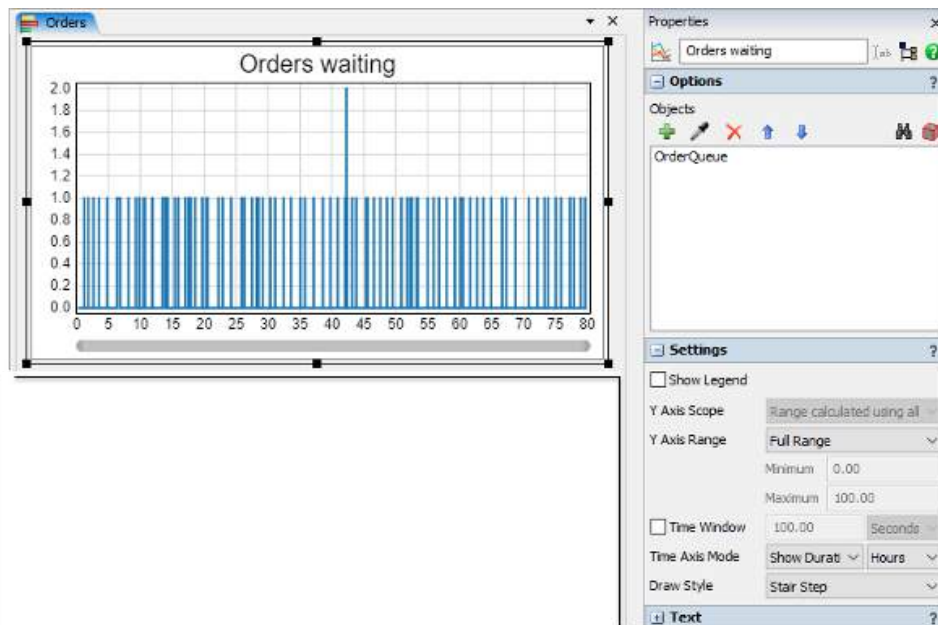 Orders
Orders waiting
2.0
1.8
1.6
1.4
1.2
1.0
0.8
0.6
0.4
0.2
0.0
0 5 10 15 20 25 30 35 40 45 50 55 60 65 70 75 80
Properties
Orders waiting
Options ?
Objects
OrderQueue
Settings ?
Show Legend
Y Axis Scope Range calculated using all
Y Axis Range Full Range
Minimum 0.00
Maximum 100.00
Time Window 100.00 Seconds
Time Axis Mode Show Durati Hours
Draw Style Stair Step
Text ?